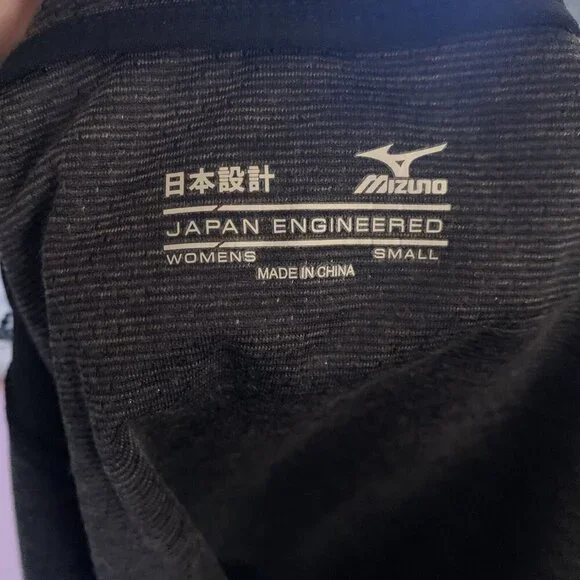 日本設計 Mizuno
JAPAN ENGINEERED
WOMENS SMALL
MADE IN CHINA